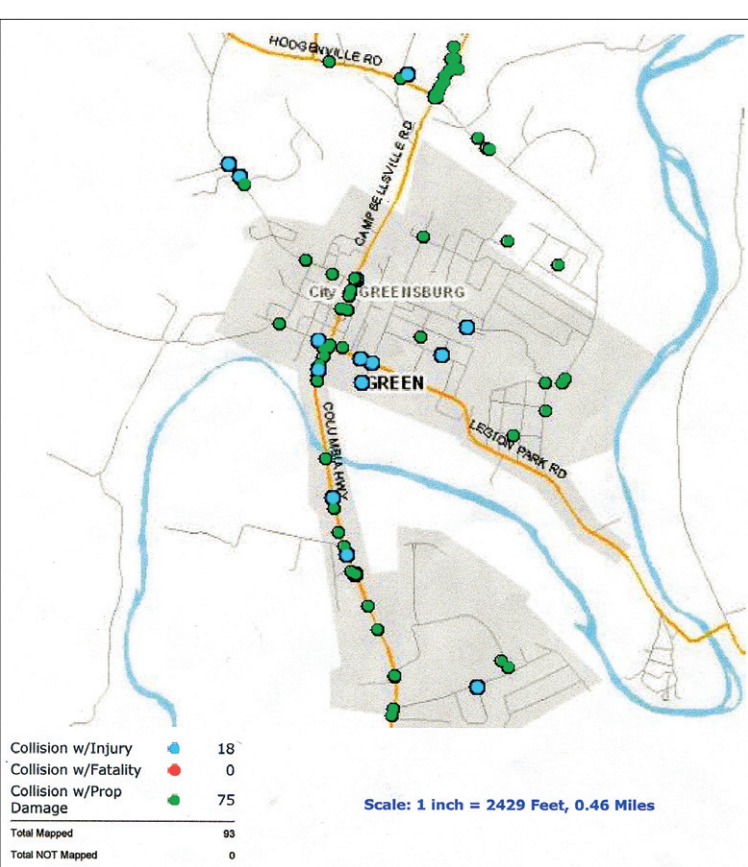 HODGENVILLE RD
CAMPBELLSVILLE RD
City
GREENSBURG
GREEN
COLUMBIA HWY
LEGION PARK RD
Collision w/Injury 18
Collision w/Fatality 0
Collision w/Prop
Damage 75
Scale: 1 inch = 2429 Feet, 0.46 Miles
Total Mapped 93
Total NOT Mapped 0